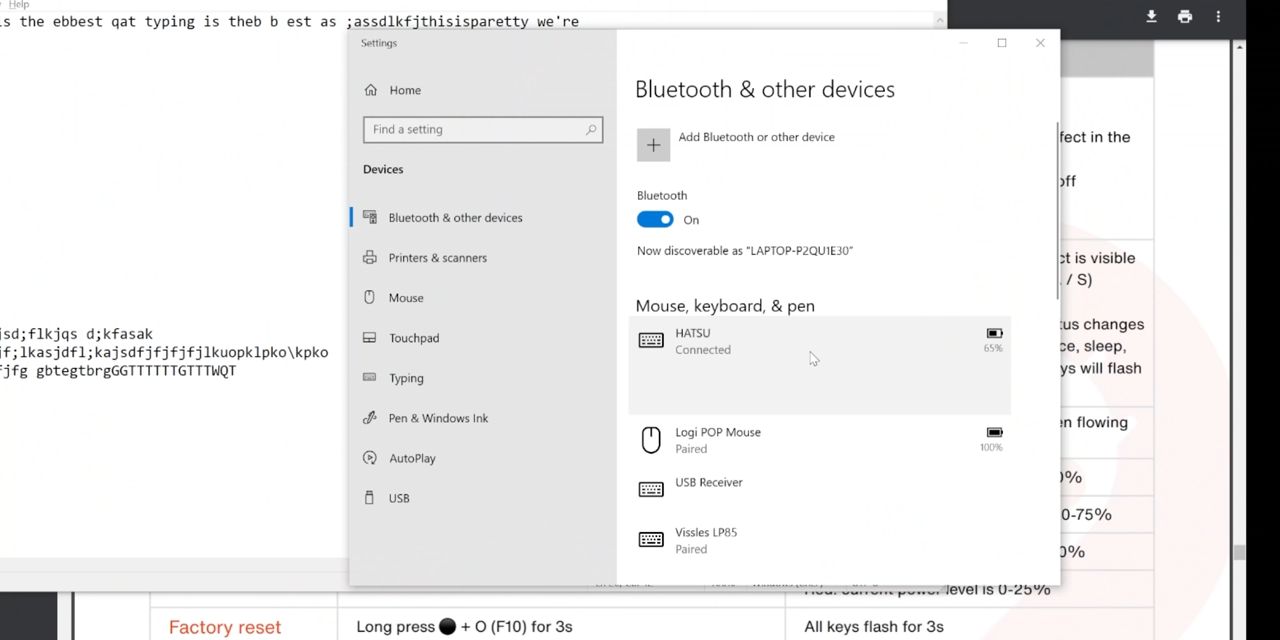 Help
s the ebbest qat typing is theb b est as ;assdlkfjthisisparetty we're
jsd;flkjqs d;kfasak
jf;lkasjdfl;kajsdfjfjfjfjlkuopklpko\kpko
fjfg gbtegtbrgGGTTTTTTGTTTWQT
Settings
Home
Find a setting
Devices
Bluetooth & other devices
Printers & scanners
Mouse
Touchpad
Typing
Pen & Windows Ink
AutoPlay
USB
Bluetooth & other devices
Add Bluetooth or other device
Bluetooth
On
Now discoverable as "LAPTOP-P2QU1E30"
Mouse, keyboard, & pen
HATSU
Connected
65%
Logi POP Mouse
Paired
100%
USB Receiver
Vissles LP85
Paired
fect in the
off
ct is visible
/ S)
tus changes
ce, sleep,
ys will flash
en flowing
0%
0-75%
0%
level is 0-25%
Factory reset
Long press + O (F10) for 3s
All keys flash for 3s